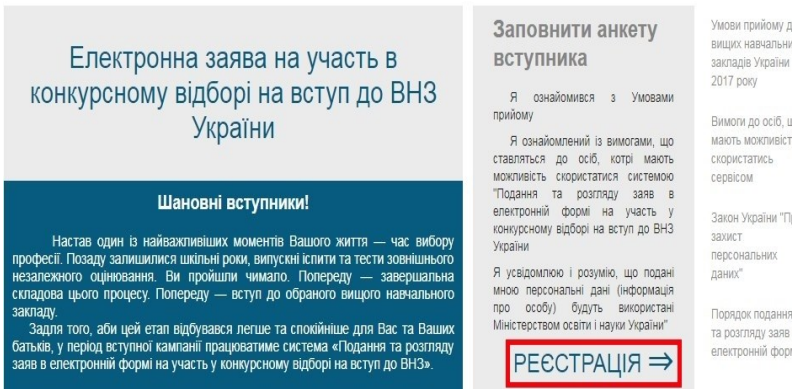 Електронна заява на участь в
конкурсному відборі на вступ до ВНЗ
України
Шановні вступники!
Настав один із найважливіших моментів Вашого життя — час вибору
професії. Позаду залишилися шкільні роки, випускні іспити та тести зовнішнього
незалежного оцінювання. Ви пройшли чимало. Попереду — завершальна
складова цього процесу. Попереду — вступ до обраного вищого навчального
закладу.
Задля того, аби цей етап відбувався легше та спокійніше для Вас та Ваших
батьків, у період вступної кампанії працюватиме система «Подання та розгляду
заяв в електронній формі на участь у конкурсному відборі на вступ до ВНЗ».
Заповнити анкету
вступника
Я ознайомився з Умовами
прийому
Я ознайомлений із вимогами, що
ставляться до осіб, котрі мають
можливість скористатися системою
"Подання та розгляду заяв в
електронній формі на участь у
конкурсному відборі на вступ до ВНЗ
України
Я усвідомлюю і розумію, що подані
мною персональні дані (інформація
про особу) будуть використані
Міністерством освіти і науки України"
РЕЄСТРАЦІЯ ⇒
Умови прийому д
вищих навчальни
закладів України
2017 року
Вимоги до осіб, щ
мають можливіст
скористатись
сервісом
Закон України "Пр
захист
персональних
даних"
Порядок подання
та розгляду заяв
електронній форм